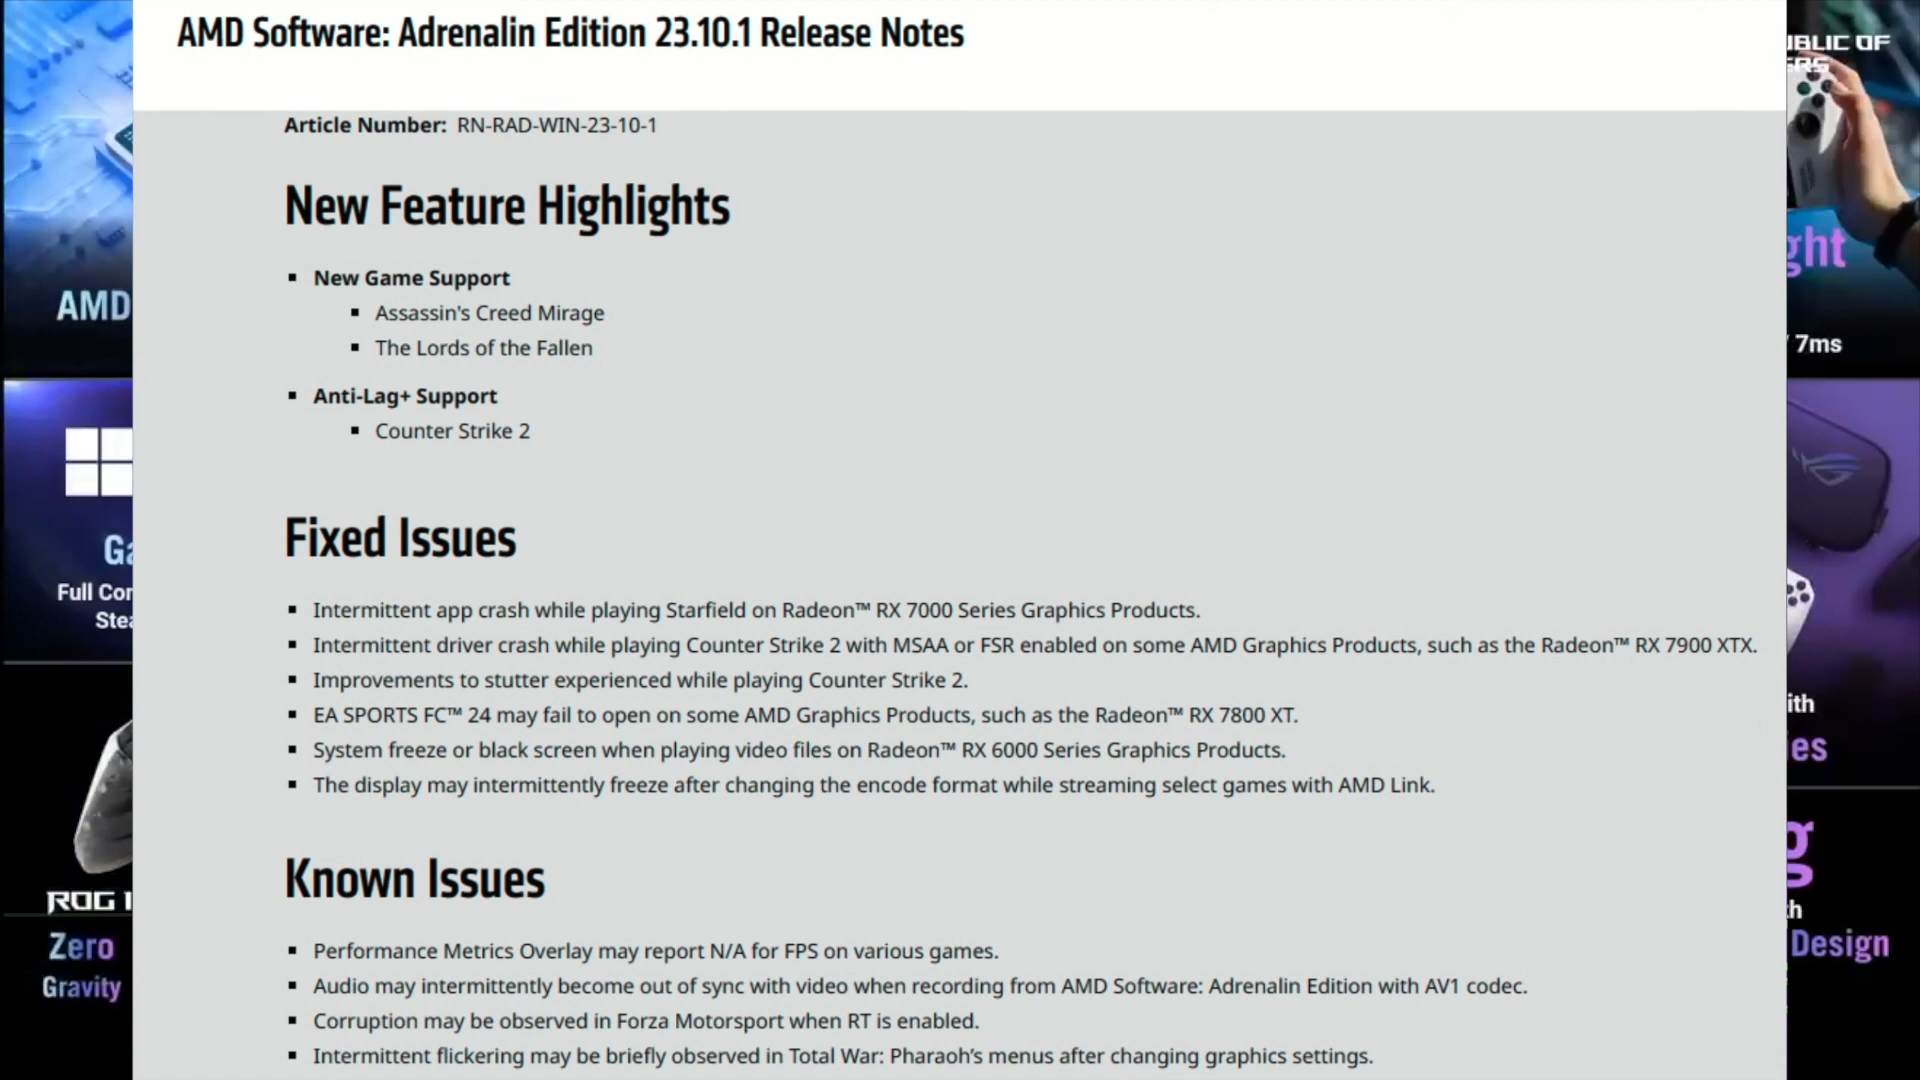 AMD Software: Adrenalin Edition 23.10.1 Release Notes
Article Number: RN-RAD-WIN-23-10-1
New Feature Highlights
New Game Support
Assassin's Creed Mirage
The Lords of the Fallen
Anti-Lag+ Support
Counter Strike 2
Fixed Issues
Intermittent app crash while playing Starfield on Radeon™ RX 7000 Series Graphics Products.
Intermittent driver crash while playing Counter Strike 2 with MSAA or FSR enabled on some AMD Graphics Products, such as the Radeon™ RX 7900 XTX.
Improvements to stutter experienced while playing Counter Strike 2.
EA SPORTS FC™ 24 may fail to open on some AMD Graphics Products, such as the Radeon™ RX 7800 XT.
System freeze or black screen when playing video files on Radeon™ RX 6000 Series Graphics Products.
The display may intermittently freeze after changing the encode format while streaming select games with AMD Link.
Known Issues
Performance Metrics Overlay may report N/A for FPS on various games.
Audio may intermittently become out of sync with video when recording from AMD Software: Adrenalin Edition with AV1 codec.
Corruption may be observed in Forza Motorsport when RT is enabled.
Intermittent flickering may be briefly observed in Total War: Pharaoh's menus after changing graphics settings.
AMD
Full
ROG
Zero
Gravity
OF
7ms
Design